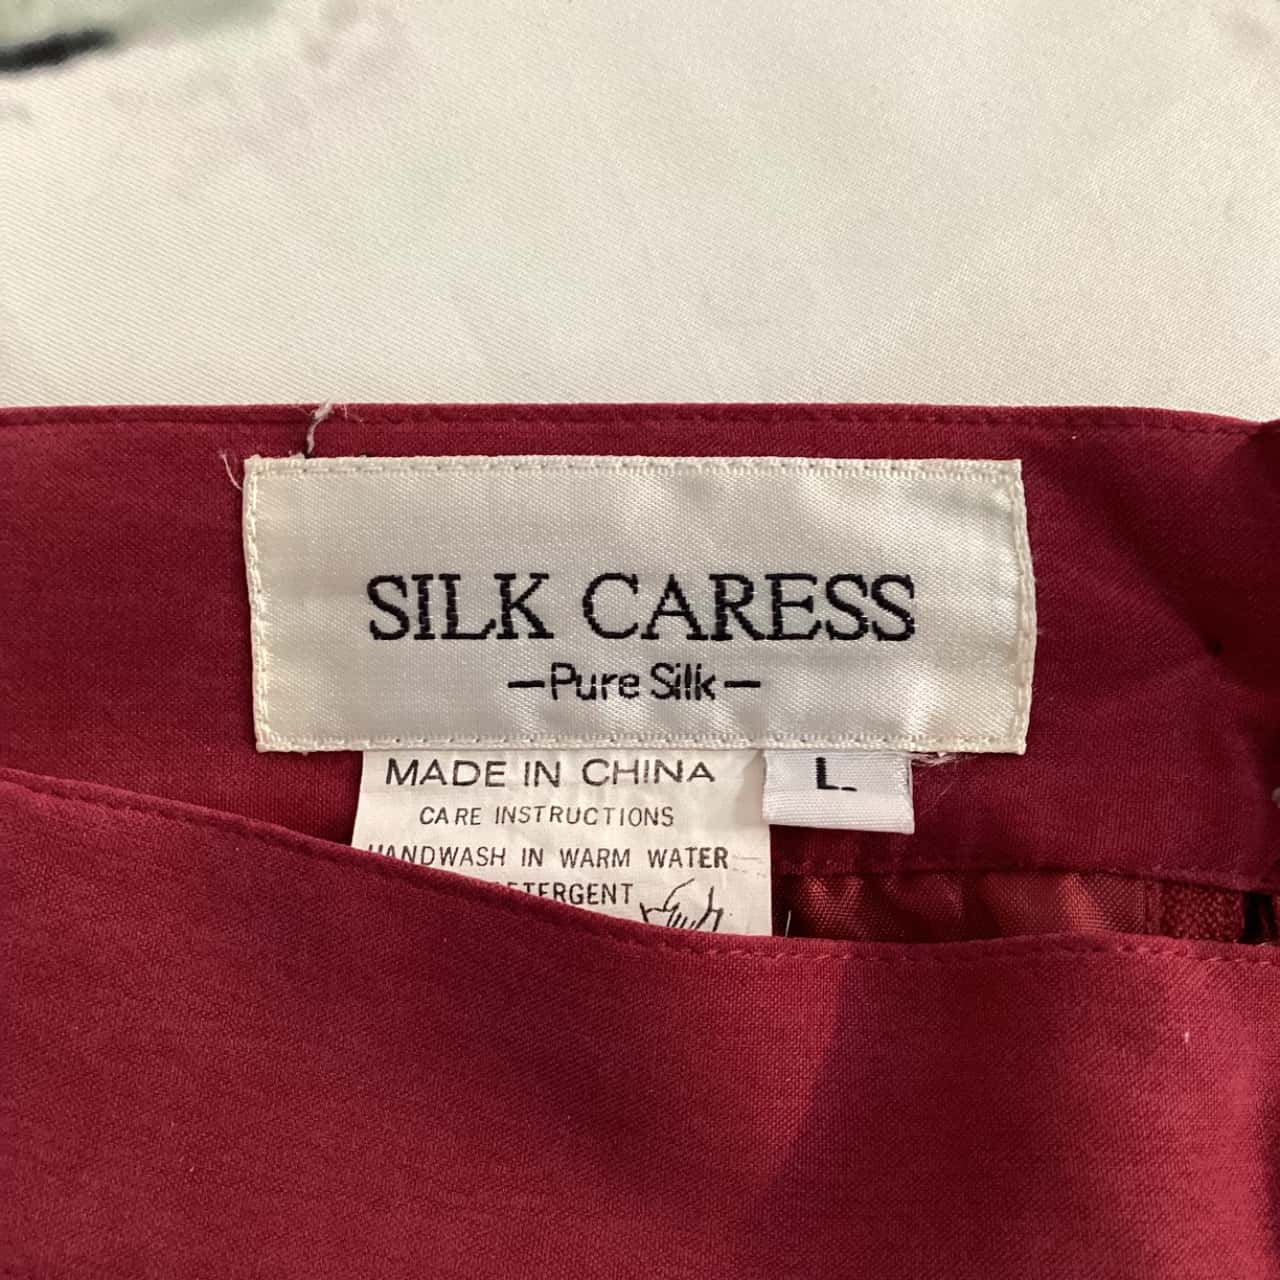 SILK CARESS
—Pure Silk—
MADE IN CHINA
L.
CARE INSTRUCTIONS
HANDWASH IN WARM WATER